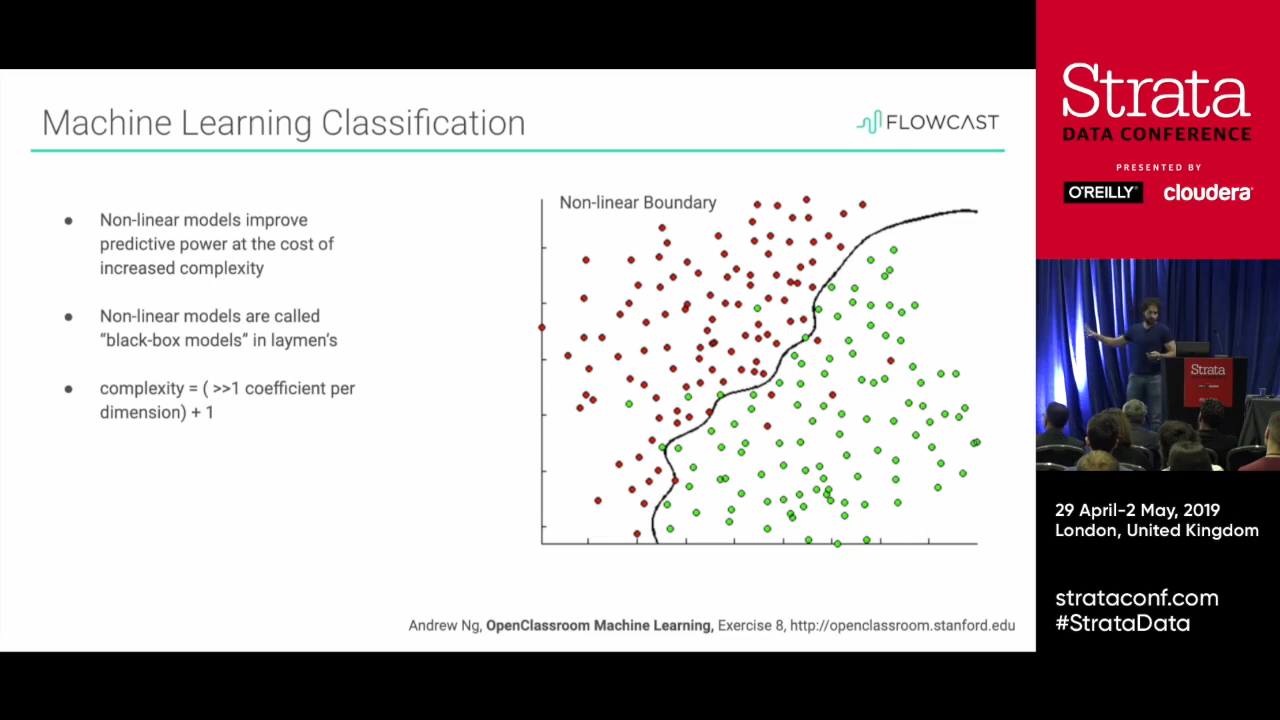 Machine Learning Classification
FLOWCAST
● Non-linear models improve
predictive power at the cost of
increased complexity
● Non-linear models are called
“black-box models” in laymen's
● complexity = ( >>1 coefficient per
dimension) + 1
Non-linear Boundary
Andrew Ng, OpenClassroom Machine Learning, Exercise 8, http://openclassroom.stanford.edu
Strata
DATA CONFERENCE
PRESENTED BY
O'REILLY®
cloudera®
Strata
29 April-2 May, 2019
London, United Kingdom
strataconf.com
#StrataData